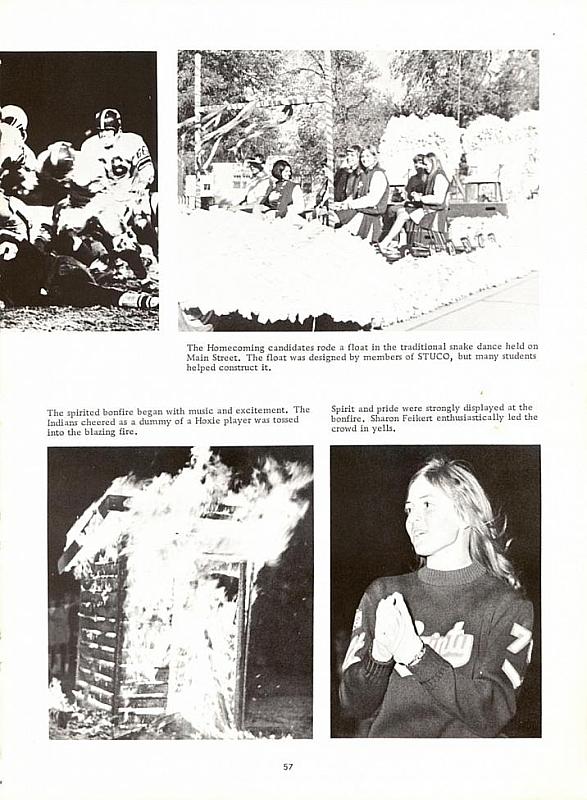 The Homecoming candidates rode a float in the traditional snake dance held on
Main Street. The float was designed by members of STUCO, but many students
helped construct it.
The spirited bonfire began with music and excitement. The
Indians cheered as a dummy of a Hoxie player was tossed
into the blazing fire.
Spirit and pride were strongly displayed at the
bonfire. Sharon Feikert enthusiastically led the
crowd in yells.
57